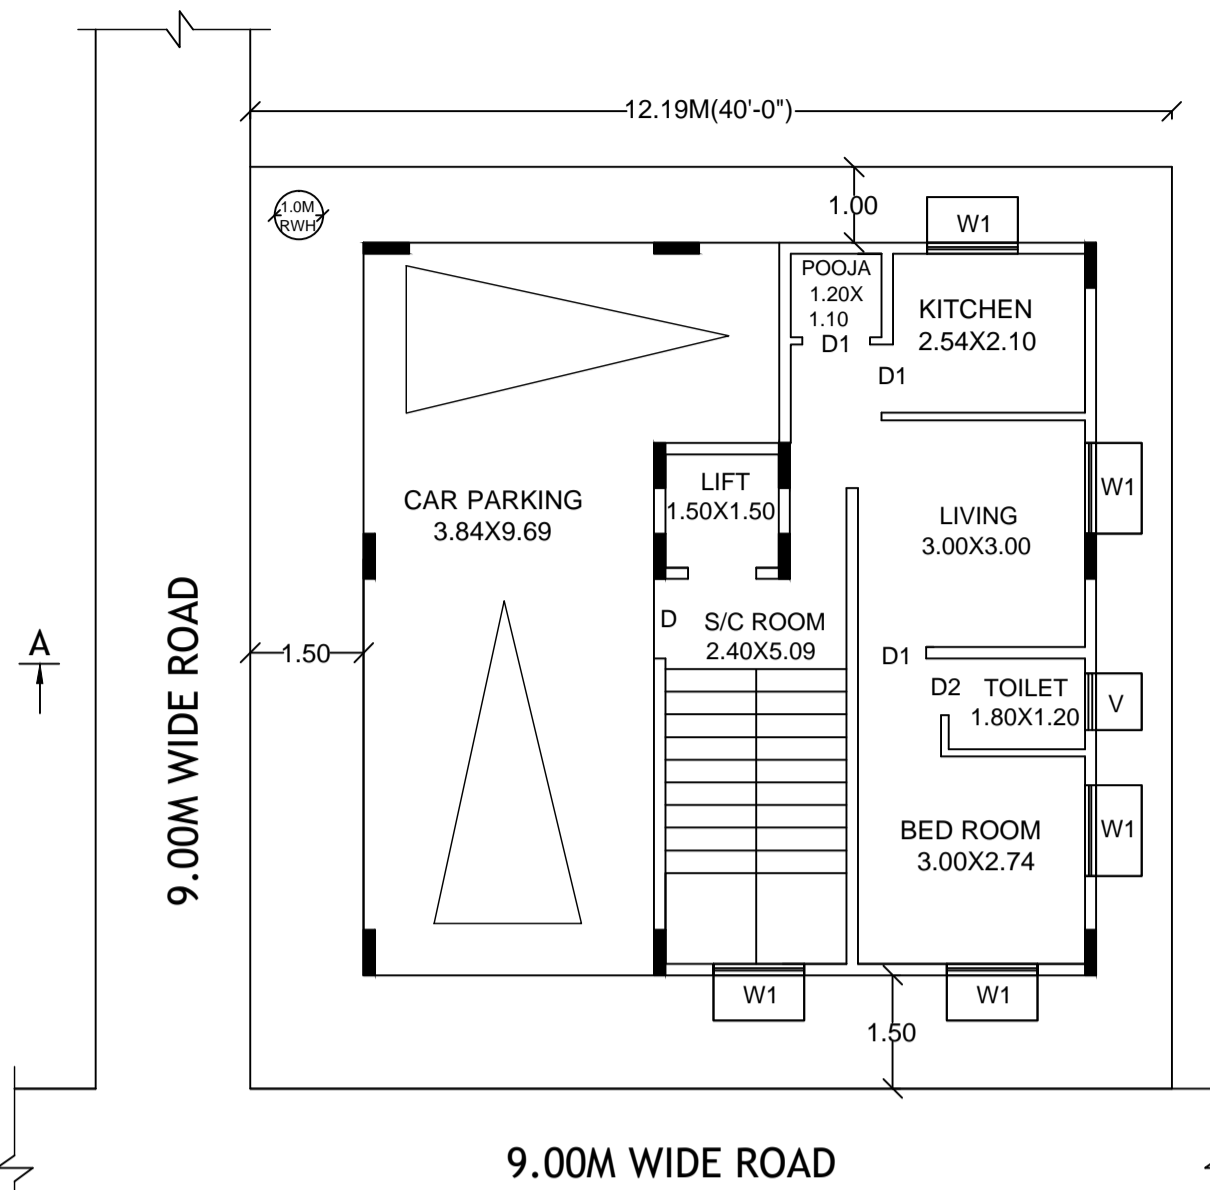 12.19M(40'-0")
1.0M
RWH
1.00
W1
POOJA
1.20X
1.10
D1
KITCHEN
2.54X2.10
D1
CAR PARKING
3.84X9.69
LIFT
1.50X1.50
LIVING
3.00X3.00
W1
A
9.00M WIDE ROAD
1.50
D
S/C ROOM
2.40X5.09
D1
D2
TOILET
1.80X1.20
V
BED ROOM
3.00X2.74
W1
W1
W1
1.50
9.00M WIDE ROAD